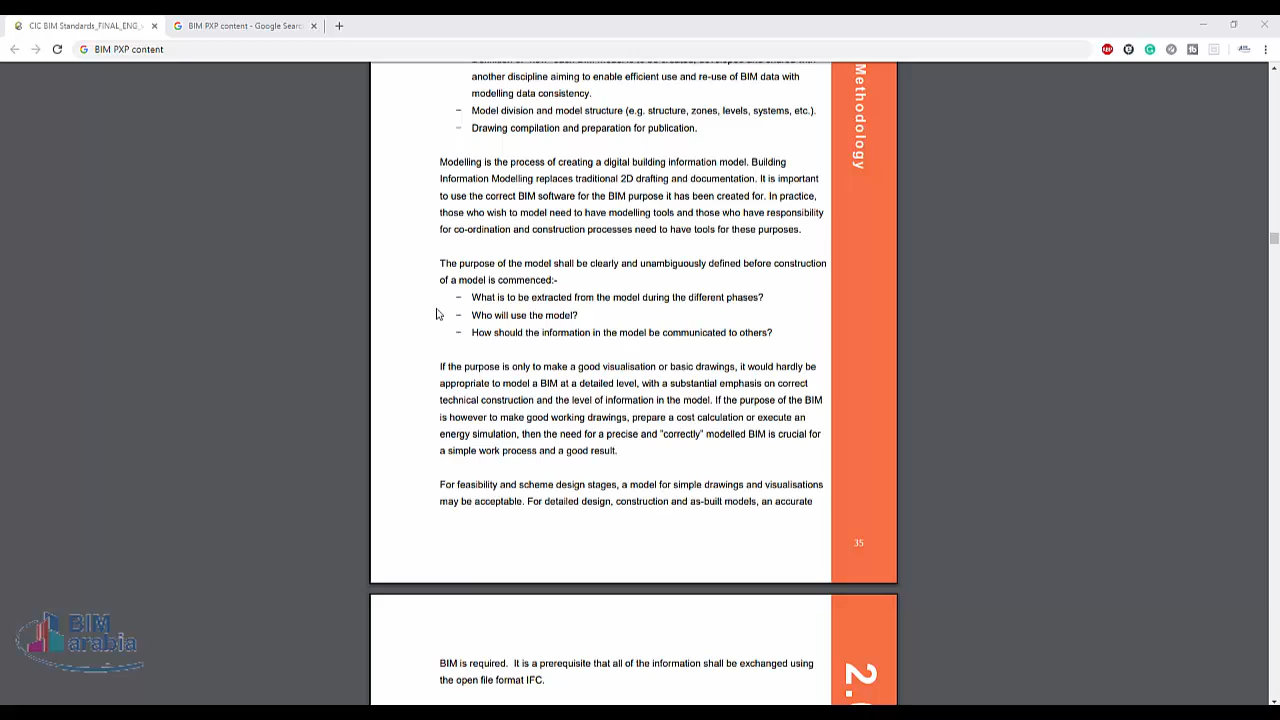 CIC BIM Standards_FINAL_ENG_
BIM PXP content - Google Sear
BIM PXP content
another discipline aiming to enable efficient use and re-use of BIM data with
modelling data consistency.
– Model division and model structure (e.g. structure, zones, levels, systems, etc.).
– Drawing compilation and preparation for publication.
Methodology
Modelling is the process of creating a digital building information model. Building
Information Modelling replaces traditional 2D drafting and documentation. It is important
to use the correct BIM software for the BIM purpose it has been created for. In practice,
those who wish to model need to have modelling tools and those who have responsibility
for co-ordination and construction processes need to have tools for these purposes.
The purpose of the model shall be clearly and unambiguously defined before construction
of a model is commenced:-
– What is to be extracted from the model during the different phases?
– Who will use the model?
– How should the information in the model be communicated to others?
If the purpose is only to make a good visualisation or basic drawings, it would hardly be
appropriate to model a BIM at a detailed level, with a substantial emphasis on correct
technical construction and the level of information in the model. If the purpose of the BIM
is however to make good working drawings, prepare a cost calculation or execute an
energy simulation, then the need for a precise and "correctly" modelled BIM is crucial for
a simple work process and a good result.
For feasibility and scheme design stages, a model for simple drawings and visualisations
may be acceptable. For detailed design, construction and as-built models, an accurate
35
BIM
arabia
BIM is required. It is a prerequisite that all of the information shall be exchanged using
the open file format IFC.